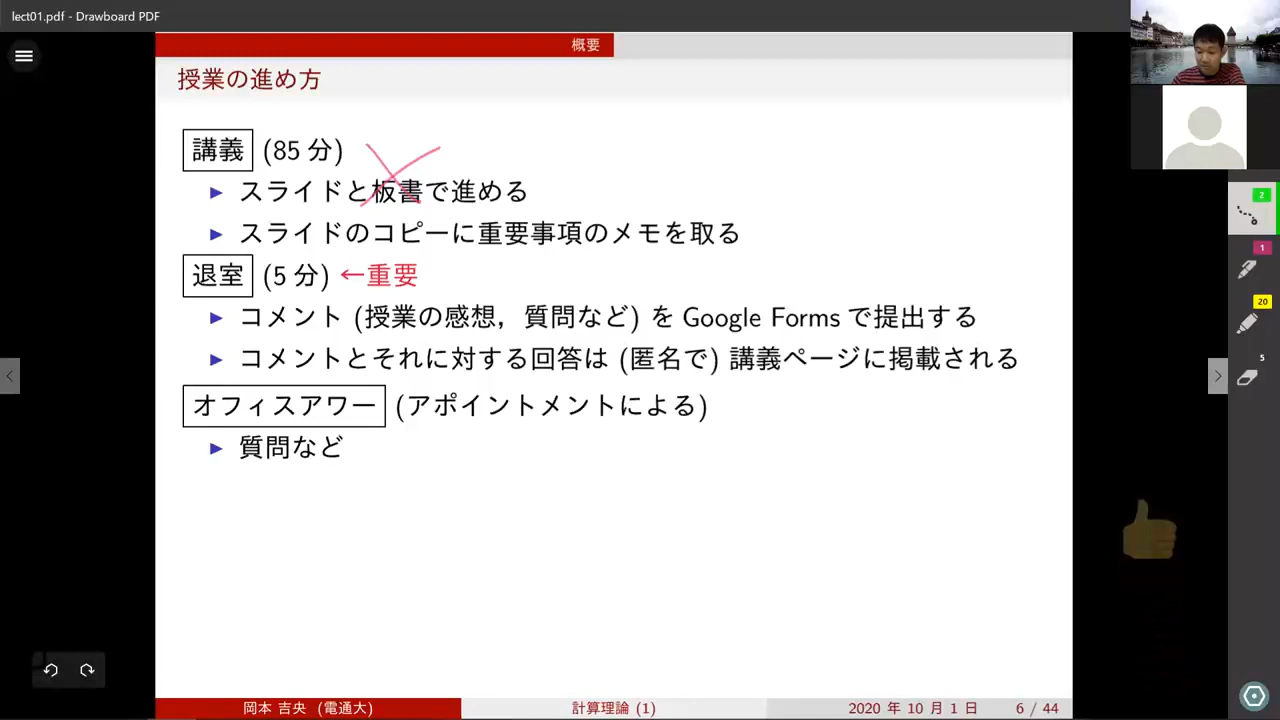 lect01.pdf - Drawboard PDF
概要
授業の進め方
講義 (85 分)
▶ スライドと板書で進める
▶ スライドのコピーに重要事項のメモを取る
退室 (5 分) ←重要
▶ コメント (授業の感想，質問など) を Google Forms で提出する
▶ コメントとそれに対する回答は (匿名で) 講義ページに掲載される
オフィスアワー (アポイントメントによる)
▶ 質問など
2
1
20
5
岡本 吉央 (電通大) 計算理論 (1) 2020 年 10 月 1 日 6 / 44